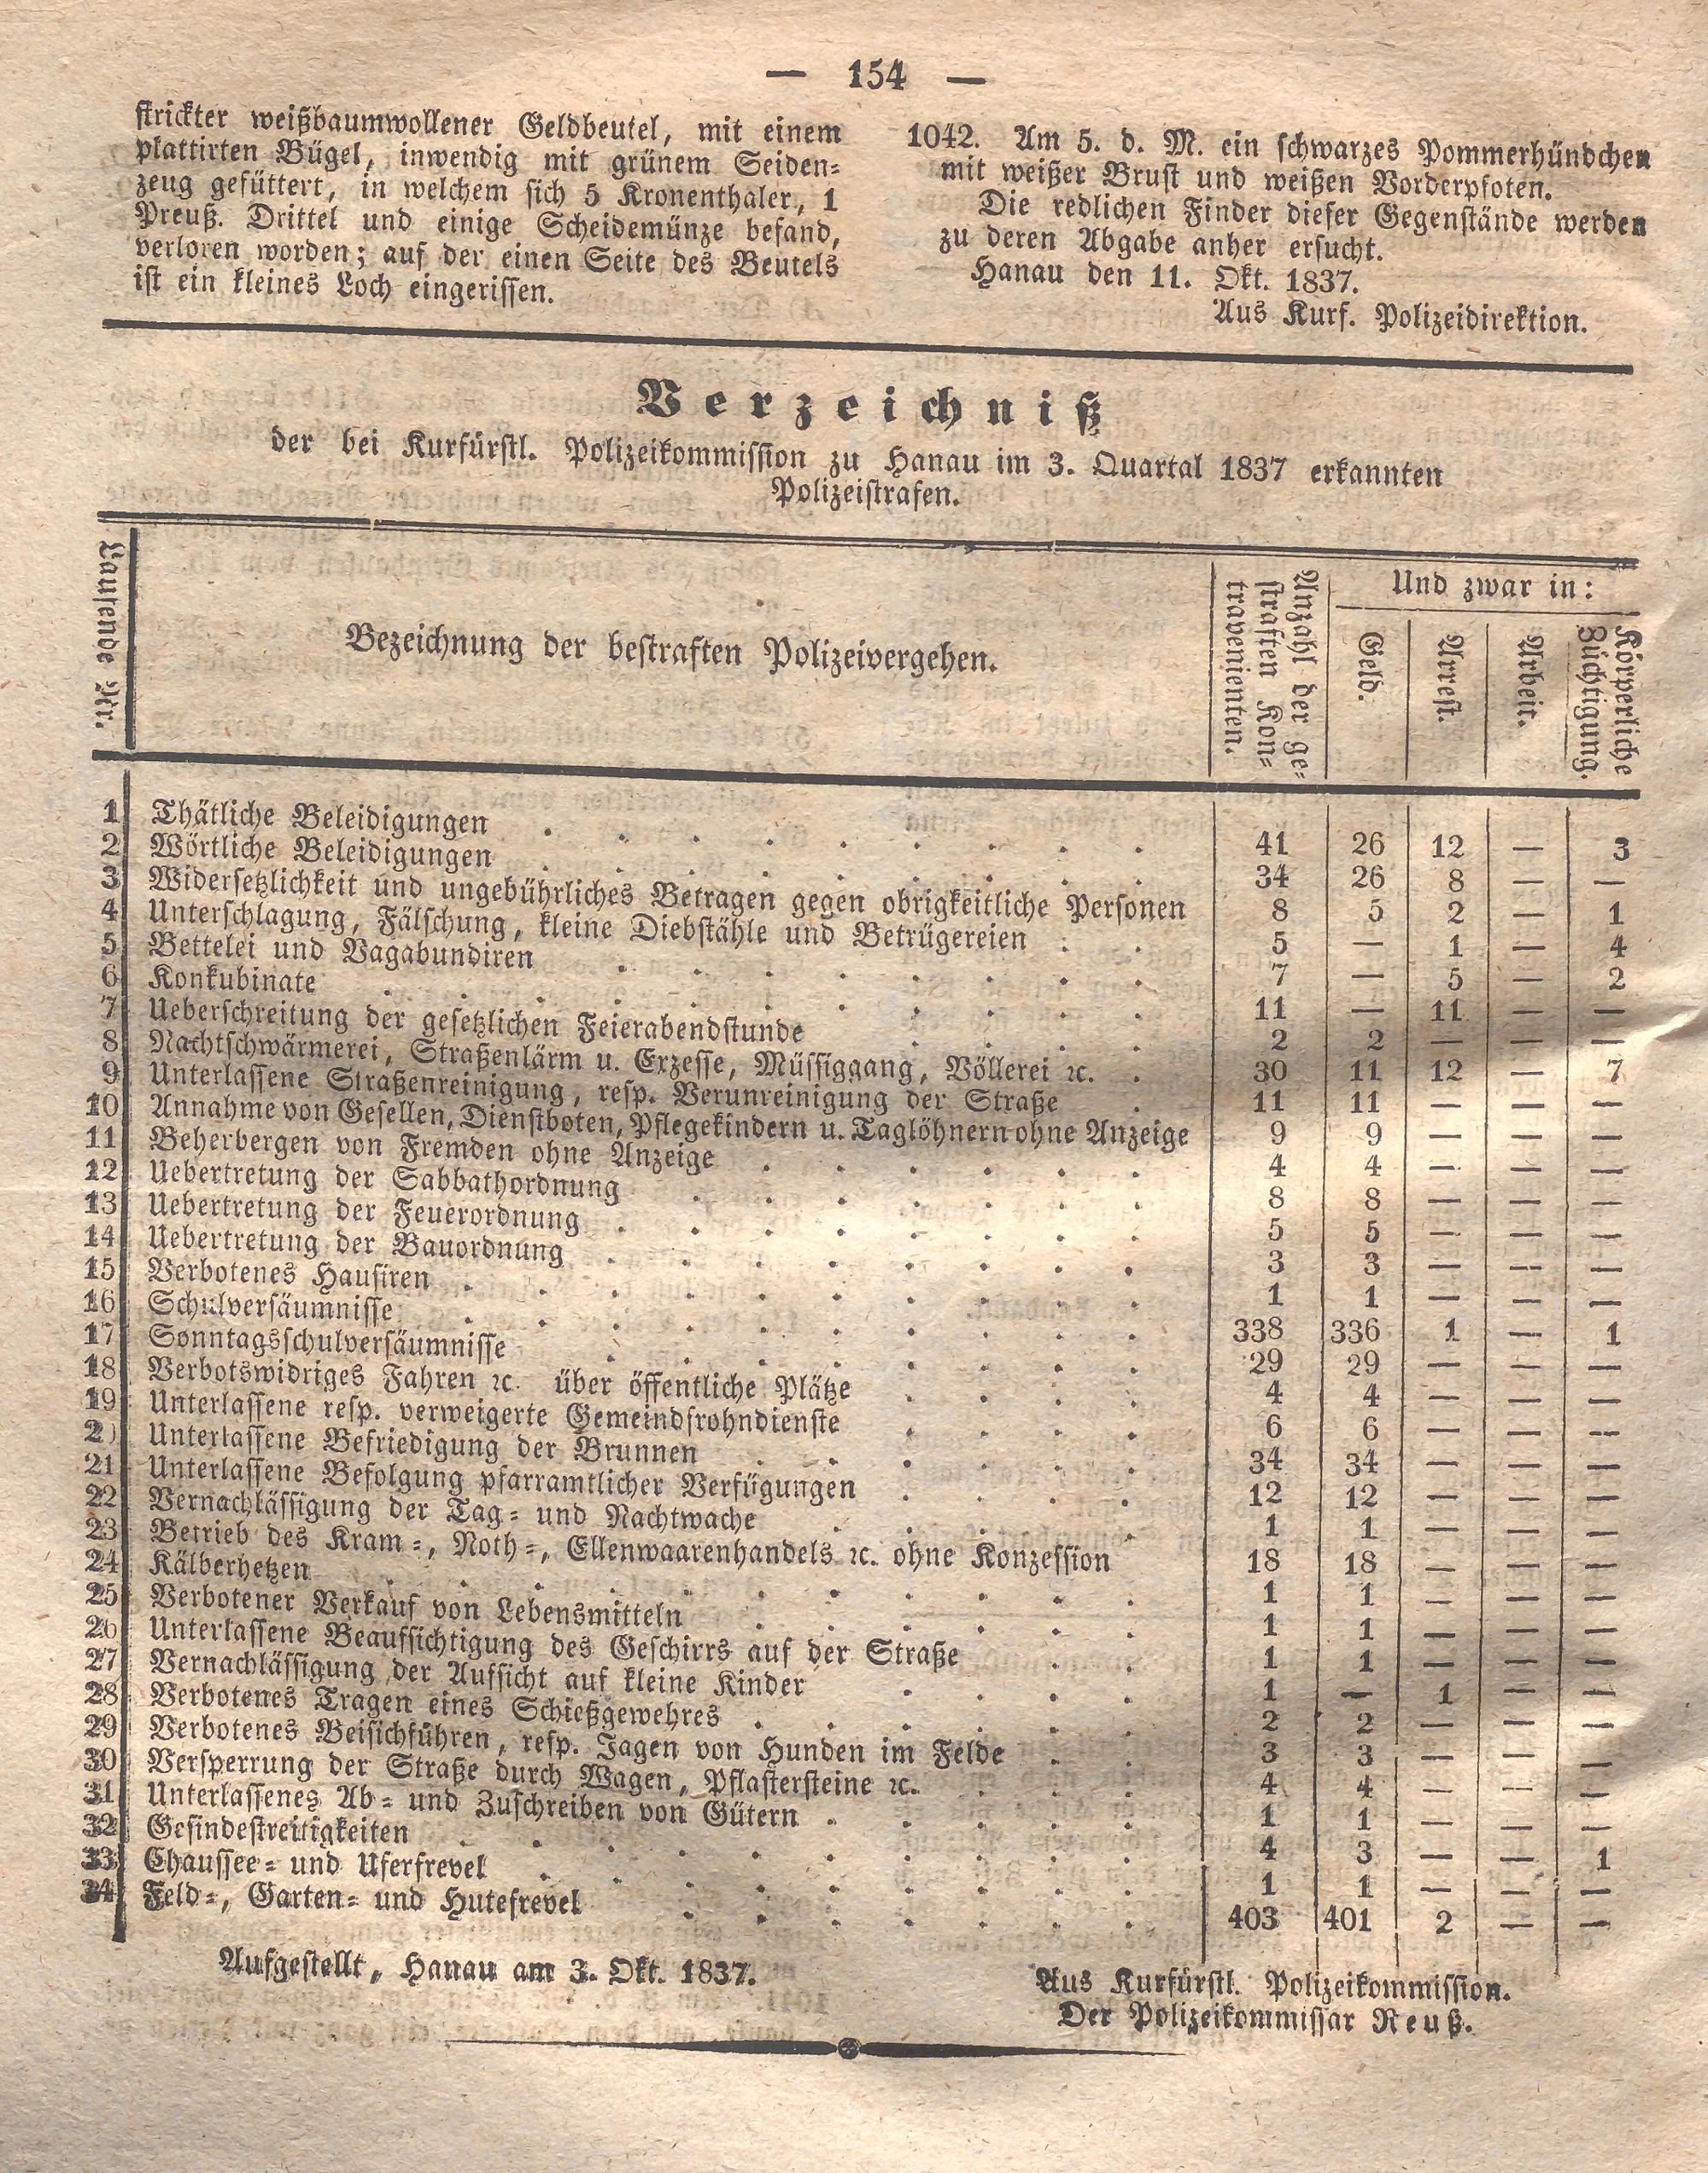 — 154 —
strickter weißbaumwollener Geldbeutel, mit einem
plattirten Bügel, inwendig mit grünem Seiden=
zeug gefüttert, in welchem sich 5 Kronenthaler, 1
Preuß. Drittel und einige Scheidemünze befand,
verloren worden; auf der einen Seite des Beutels
ist ein kleines Loch eingerissen.
1042. Am 5. d. M. ein schwarzes Pommerhündchen
mit weißer Brust und weißen Vorderpfoten.
Die redlichen Finder dieser Gegenstände werden
zu deren Abgabe anher ersucht.
Hanau den 11. Okt. 1837.
Aus Kurf. Polizeidirektion.
Verzeichniß
der bei Kurfürstl. Polizeikommission zu Hanau im 3. Quartal 1837 erkannten
Polizeistrafen.
Laufende Nr.
Bezeichnung der bestraften Polizeivergehen.
Anzahl der ge=
straften Kon=
travenienten.
Und zwar in:
Geld.
Arrest.
Arbeit.
Körperliche
Züchtigung.
1 Thätliche Beleidigungen 41 26 12 — 3
2 Wörtliche Beleidigungen 34 26 8 — —
3 Widersetzlichkeit und ungebührliches Betragen gegen obrigkeitliche Personen 8 5 2 — 1
4 Unterschlagung, Fälschung, kleine Diebstähle und Betrügereien 5 — 1 — 4
5 Bettelei und Vagabundiren 7 — 5 — 2
6 Konkubinate 11 — 11 — —
7 Ueberschreitung der gesetzlichen Feierabendstunde 2 2 — — —
8 Nachtschwärmerei, Straßenlärm u. Exzesse, Müssiggang, Völlerei ꝛc. 30 11 12 — 7
9 Unterlassene Straßenreinigung, resp. Verunreinigung der Straße 11 11 — — —
10 Annahme von Gesellen, Dienstboten, Pflegekindern u. Taglöhnern ohne Anzeige 9 9 — — —
11 Beherbergen von Fremden ohne Anzeige 4 4 — — —
12 Uebertretung der Sabbathordnung 8 8 — — —
13 Uebertretung der Feuerordnung 5 5 — — —
14 Uebertretung der Bauordnung 3 3 — — —
15 Verbotenes Hausiren 1 1 — — —
16 Schulversäumnisse 338 336 1 — 1
17 Sonntagsschulversäumnisse 29 29 — — —
18 Verbotswidriges Fahren ꝛc. über öffentliche Plätze 4 4 — — —
19 Unterlassene resp. verweigerte Gemeindsfrohndienste 6 6 — — —
20 Unterlassene Befriedigung der Brunnen 34 34 — — —
21 Unterlassene Befolgung pfarramtlicher Verfügungen 12 12 — — —
22 Vernachlässigung der Tag= und Nachtwache 1 1 — — —
23 Betrieb des Kram=, Noth=, Ellenwaarenhandels ꝛc. ohne Konzession 18 18 — — —
24 Kälberhetzen 1 1 — — —
25 Verbotener Verkauf von Lebensmitteln 1 1 — — —
26 Unterlassene Beaufsichtigung des Geschirrs auf der Straße 1 1 — — —
27 Vernachlässigung der Aufsicht auf kleine Kinder 1 — 1 — —
28 Verbotenes Tragen eines Schießgewehres 2 2 — — —
29 Verbotenes Beisichführen, resp. Jagen von Hunden im Felde 3 3 — — —
30 Versperrung der Straße durch Wagen, Pflastersteine ꝛc. 4 4 — — —
31 Unterlassenes Ab= und Zuschreiben von Gütern 1 1 — — —
32 Gesindestreitigkeiten 4 3 — — 1
33 Chaussee= und Uferfrevel 1 1 — — —
34 Feld=, Garten= und Hutefrevel 403 401 2 — —
Aufgestellt, Hanau am 3. Okt. 1837.
Aus Kurfürstl. Polizeikommission.
Der Polizeikommissar Reuß.